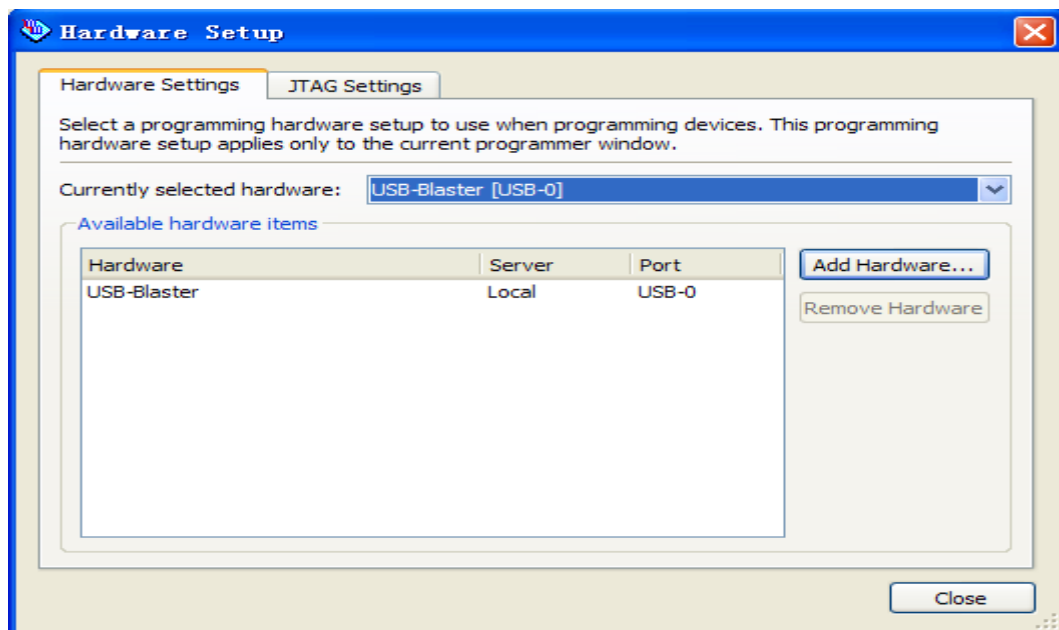 Hardware Setup
Hardware Settings
JTAG Settings
Select a programming hardware setup to use when programming devices. This programming
hardware setup applies only to the current programmer window.
Currently selected hardware:
USB-Blaster [USB-0]
Available hardware items
Hardware Server Port
USB-Blaster Local USB-0
Add Hardware...
Remove Hardware
Close